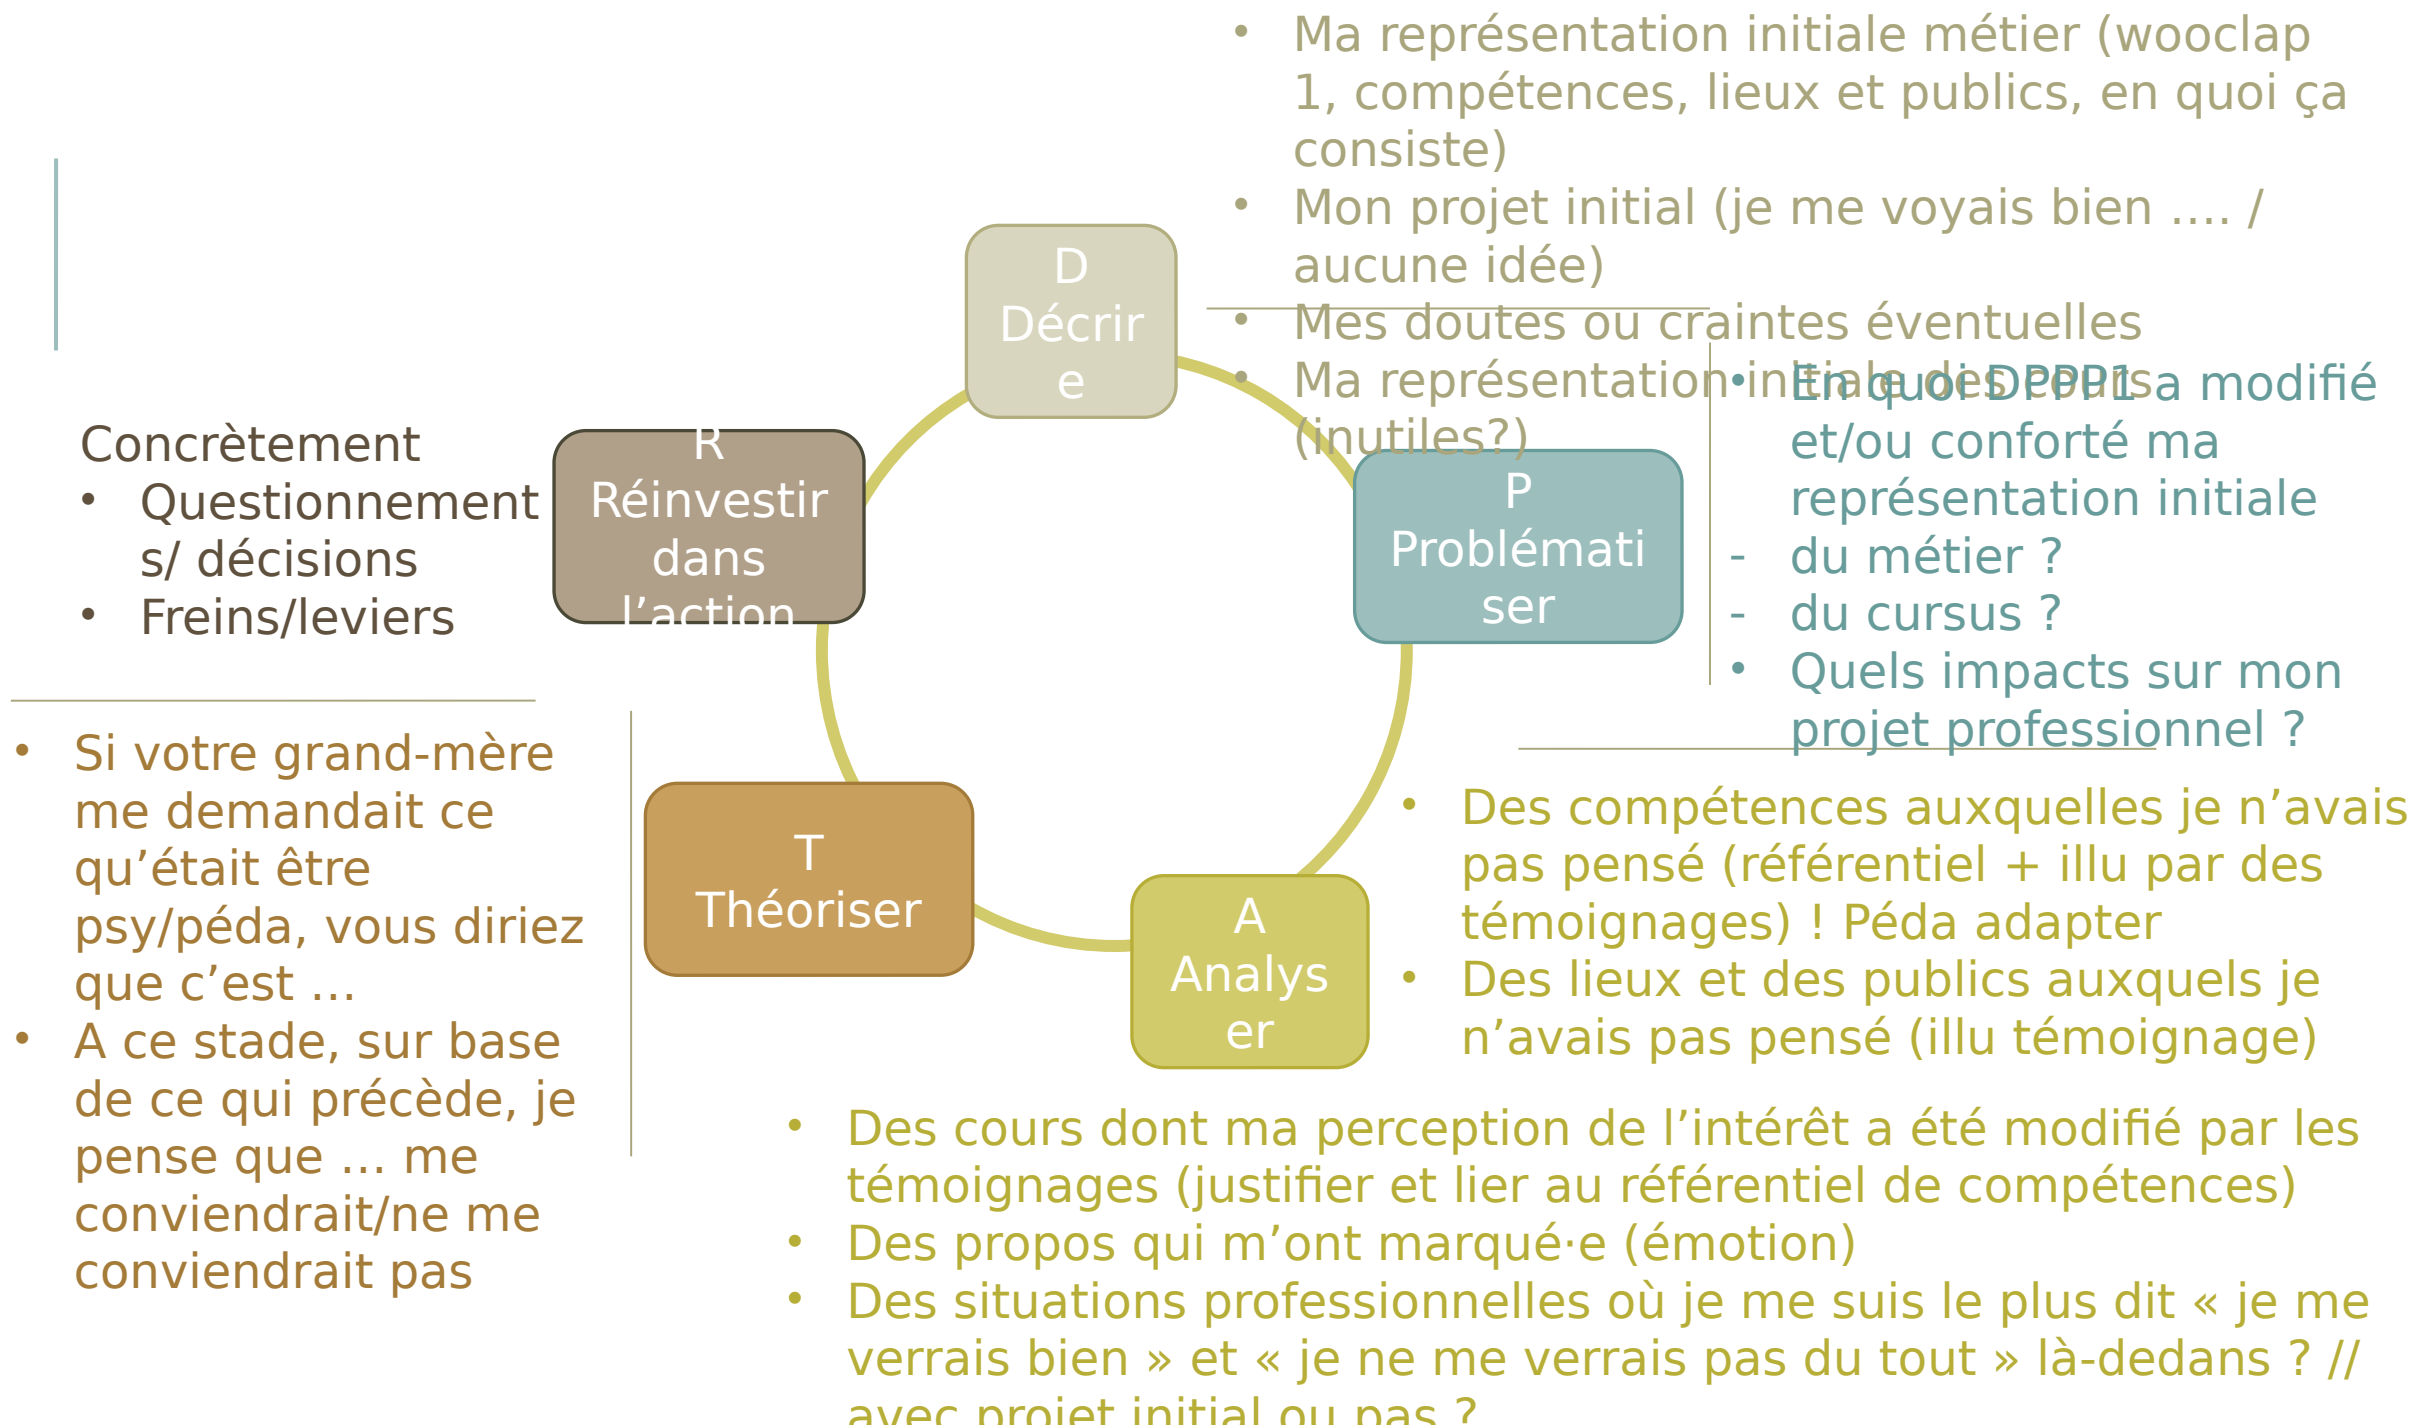 • Ma représentation initiale métier (wooclap
1, compétences, lieux et publics, en quoi ça
consiste)
• Mon projet initial (je me voyais bien .... /
aucune idée)
• Mes doutes ou craintes éventuelles
• Ma représentation initiale des cours
(inutiles?)
D
Décrir
e
P
Problémati
ser
• En quoi DPPP1 a modifié
et/ou conforté ma
représentation initiale
- du métier ?
- du cursus ?
• Quels impacts sur mon
projet professionnel ?
A
Analys
er
• Des compétences auxquelles je n’avais
pas pensé (référentiel + illu par des
témoignages) ! Péda adapter
• Des lieux et des publics auxquels je
n’avais pas pensé (illu témoignage)
• Des cours dont ma perception de l’intérêt a été modifié par les
témoignages (justifier et lier au référentiel de compétences)
• Des propos qui m’ont marqué·e (émotion)
• Des situations professionnelles où je me suis le plus dit « je me
verrais bien » et « je ne me verrais pas du tout » là-dedans ? //
avec projet initial ou pas ?
T
Théoriser
• Si votre grand-mère
me demandait ce
qu’était être
psy/péda, vous diriez
que c’est ...
• A ce stade, sur base
de ce qui précède, je
pense que ... me
conviendrait/ne me
conviendrait pas
R
Réinvestir
dans
l’action
Concrètement
• Questionnement
s/ décisions
• Freins/leviers